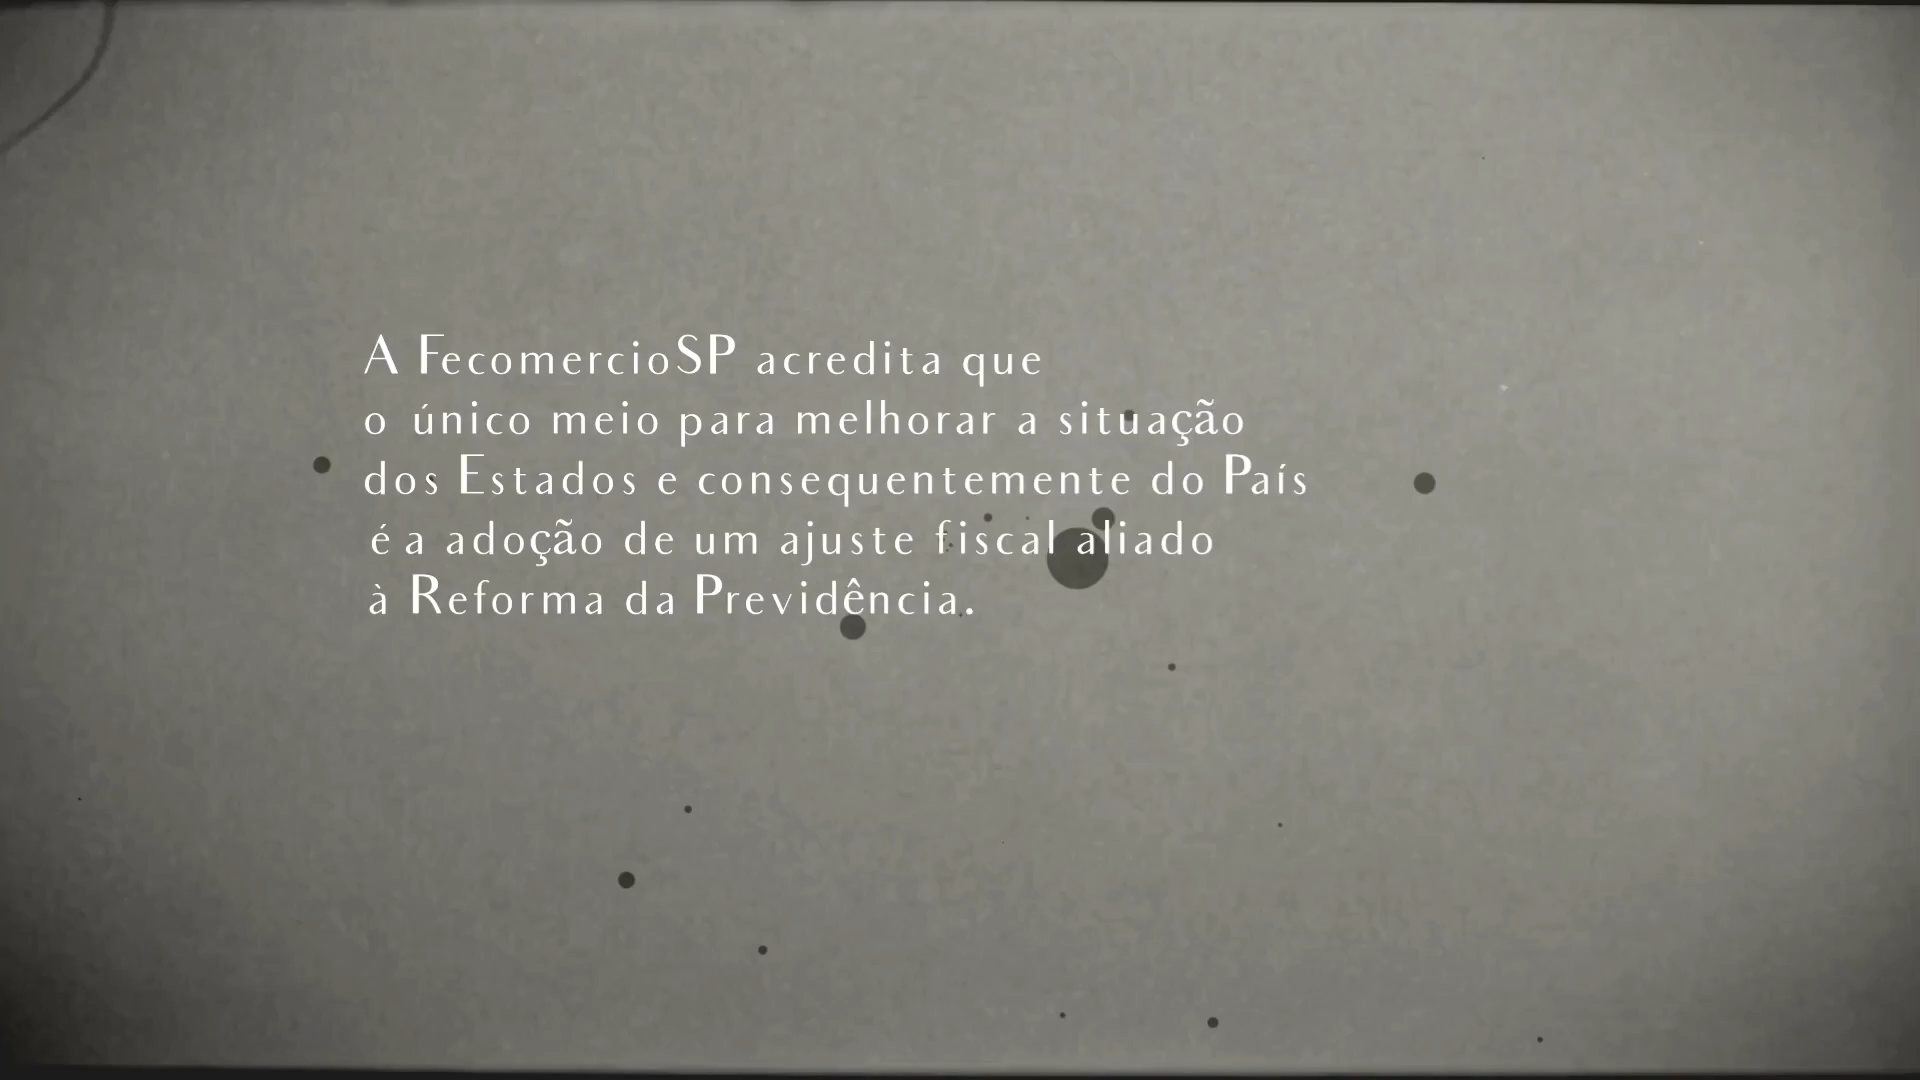 A FecomercioSP acredita que
o único meio para melhorar a situação
dos Estados e consequentemente do País
é a adoção de um ajuste fiscal aliado
à Reforma da Previdência.